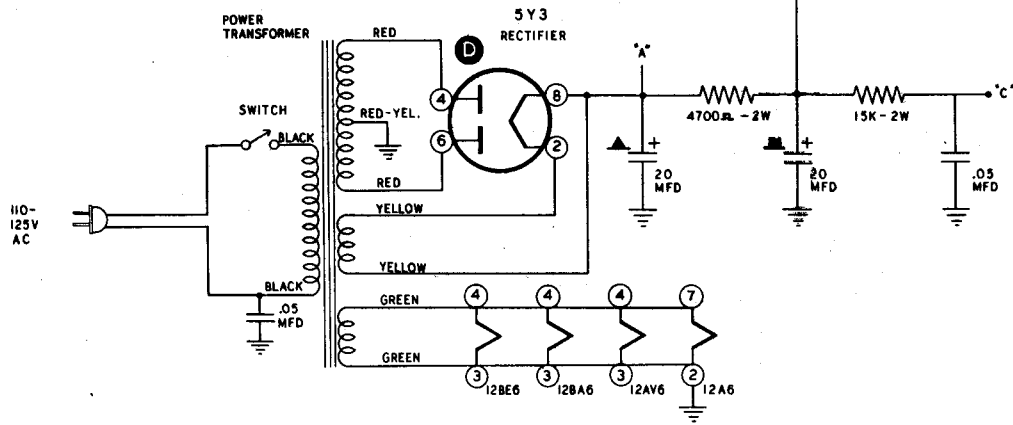 POWER
TRANSFORMER
RED
5Y3
RECTIFIER
D
"A"
4
8
SWITCH
RED-YEL.
4700Ω-2W
15K-2W
"C"
BLACK
6
2
+
20
MFD
+
20
MFD
.05
MFD
RED
110-
125V
AC
YELLOW
YELLOW
BLACK
GREEN
4
4
4
7
.05
MFD
GREEN
3
12BE6
3
12BA6
3
12AV6
2
12A6